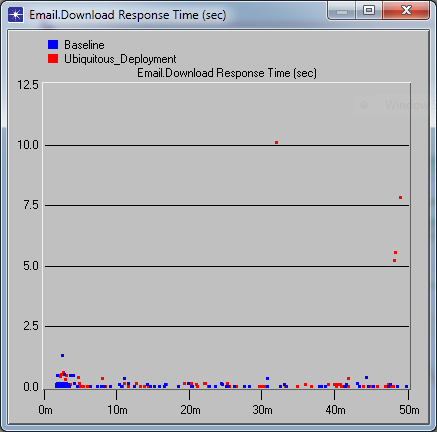 Email.Download Response Time (sec)
Baseline
Ubiquitous_Deployment
Email.Download Response Time (sec)
12.5
10.0
7.5
5.0
2.5
0.0
0m 10m 20m 30m 40m 50m
Window